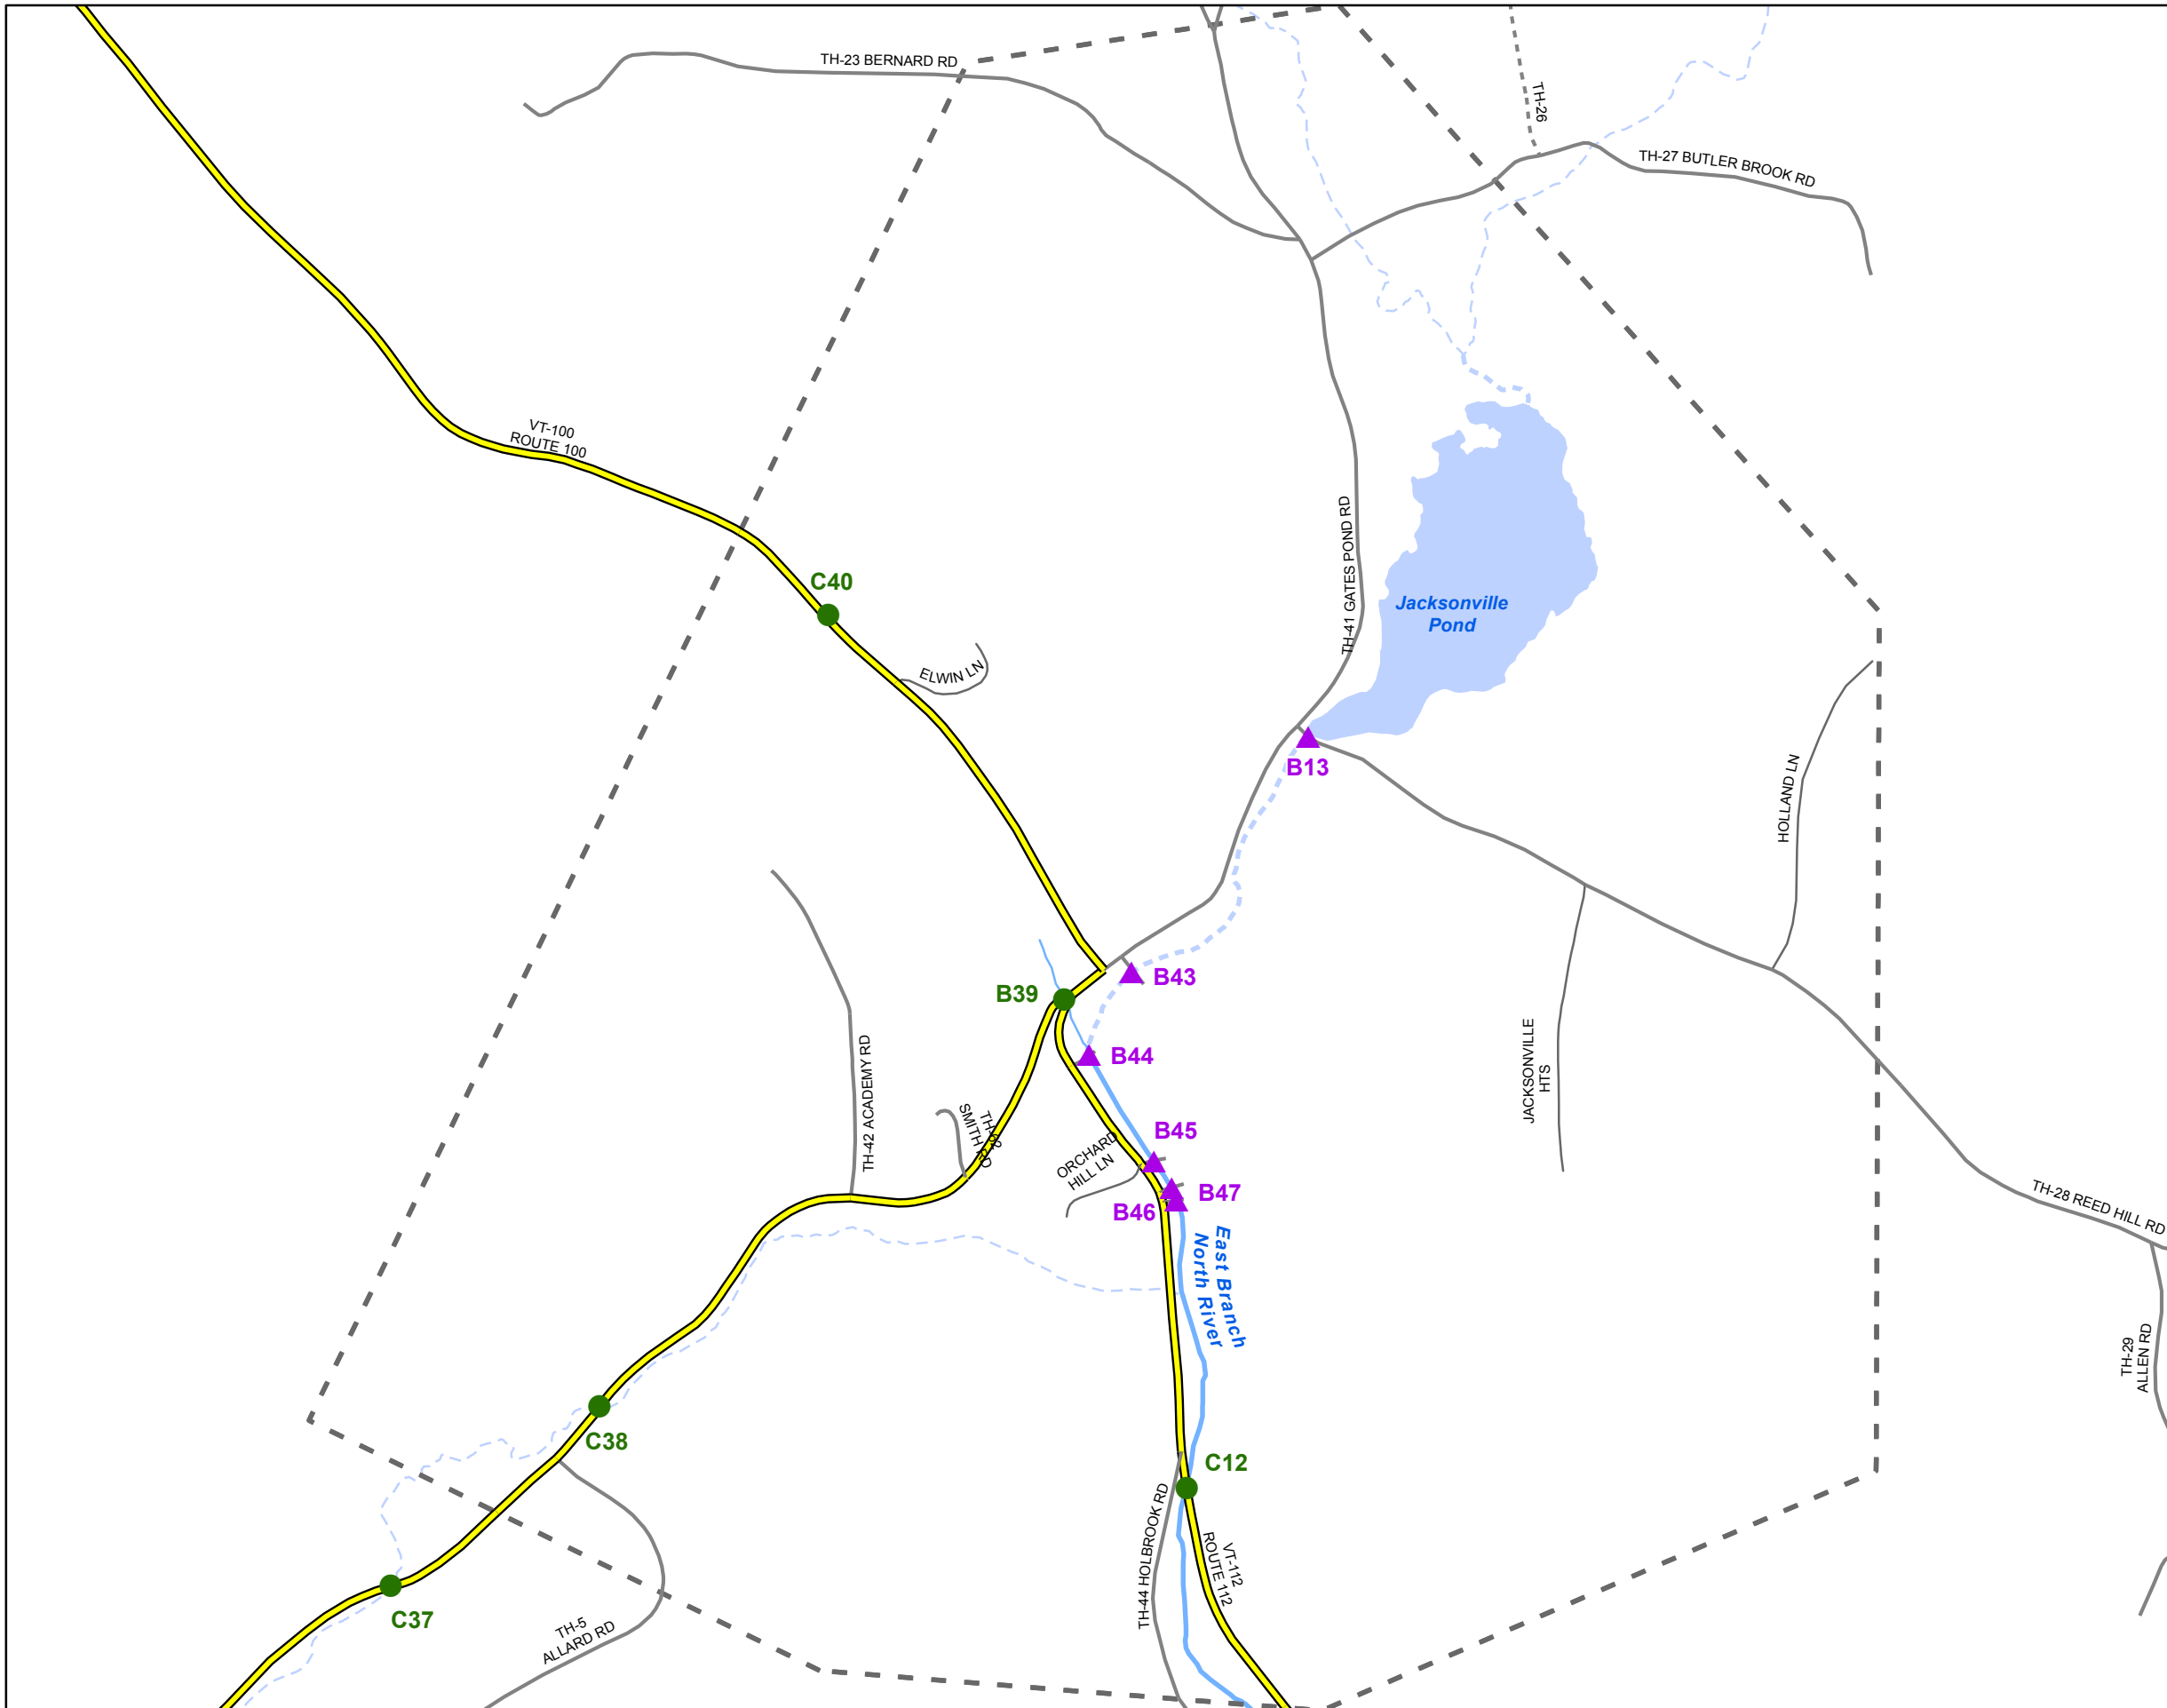 TH-23 BERNARD RD
TH-26
TH-27 BUTLER BROOK RD
VT-100
ROUTE 100
TH-41 GATES POND RD
C40
Jacksonville
Pond
ELWIN LN
B13
HOLLAND LN
B43
B39
B44
TH-42 ACADEMY RD
JACKSONVILLE
HTS
SMITH RD
ORCHARD
HILL LN
B45
B47
B46
TH-28 REED HILL RD
East Branch
North River
TH-29
ALLEN RD
C38
C12
TH-44 HOLBROOK RD
VT-112
ROUTE 112
C37
TH-5
ALLARD RD